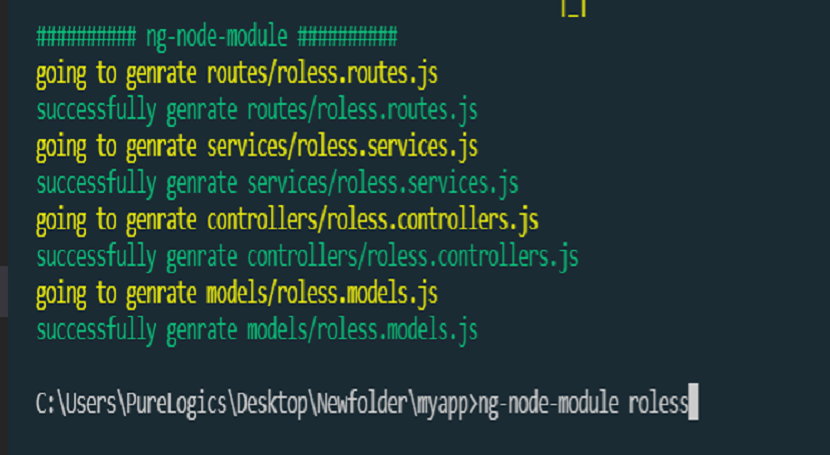 ########## ng-node-module ##########
going to genrate routes/roless.routes.js
successfully genrate routes/roless.routes.js
going to genrate services/roless.services.js
successfully genrate services/roless.services.js
going to genrate controllers/roless.controllers.js
successfully genrate controllers/roless.controllers.js
going to genrate models/roless.models.js
successfully genrate models/roless.models.js
C:\Users\PureLogics\Desktop\Newfolder\myapp>ng-node-module roless